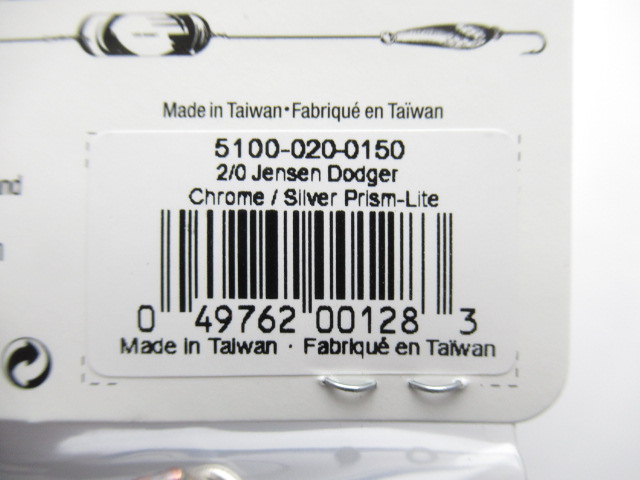 Made in Taiwan•Fabriqué en Taïwan
5100-020-0150
2/0 Jensen Dodger
Chrome / Silver Prism-Lite
0 49762 00128 3
Made in Taiwan · Fabriqué en Taïwan